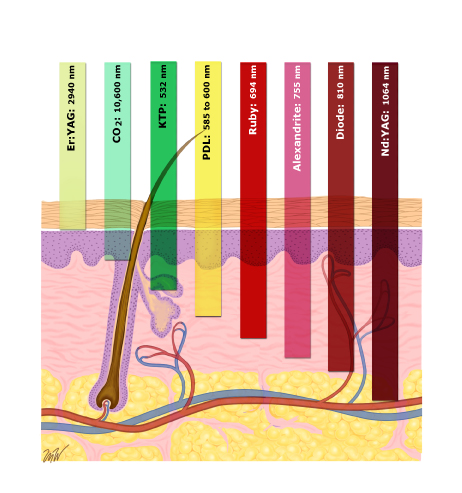 Er:YAG: 2940 nm
CO2: 10,600 nm
KTP: 532 nm
PDL: 585 to 600 nm
Ruby: 694 nm
Alexandrite: 755 nm
Diode: 810 nm
Nd:YAG: 1064 nm